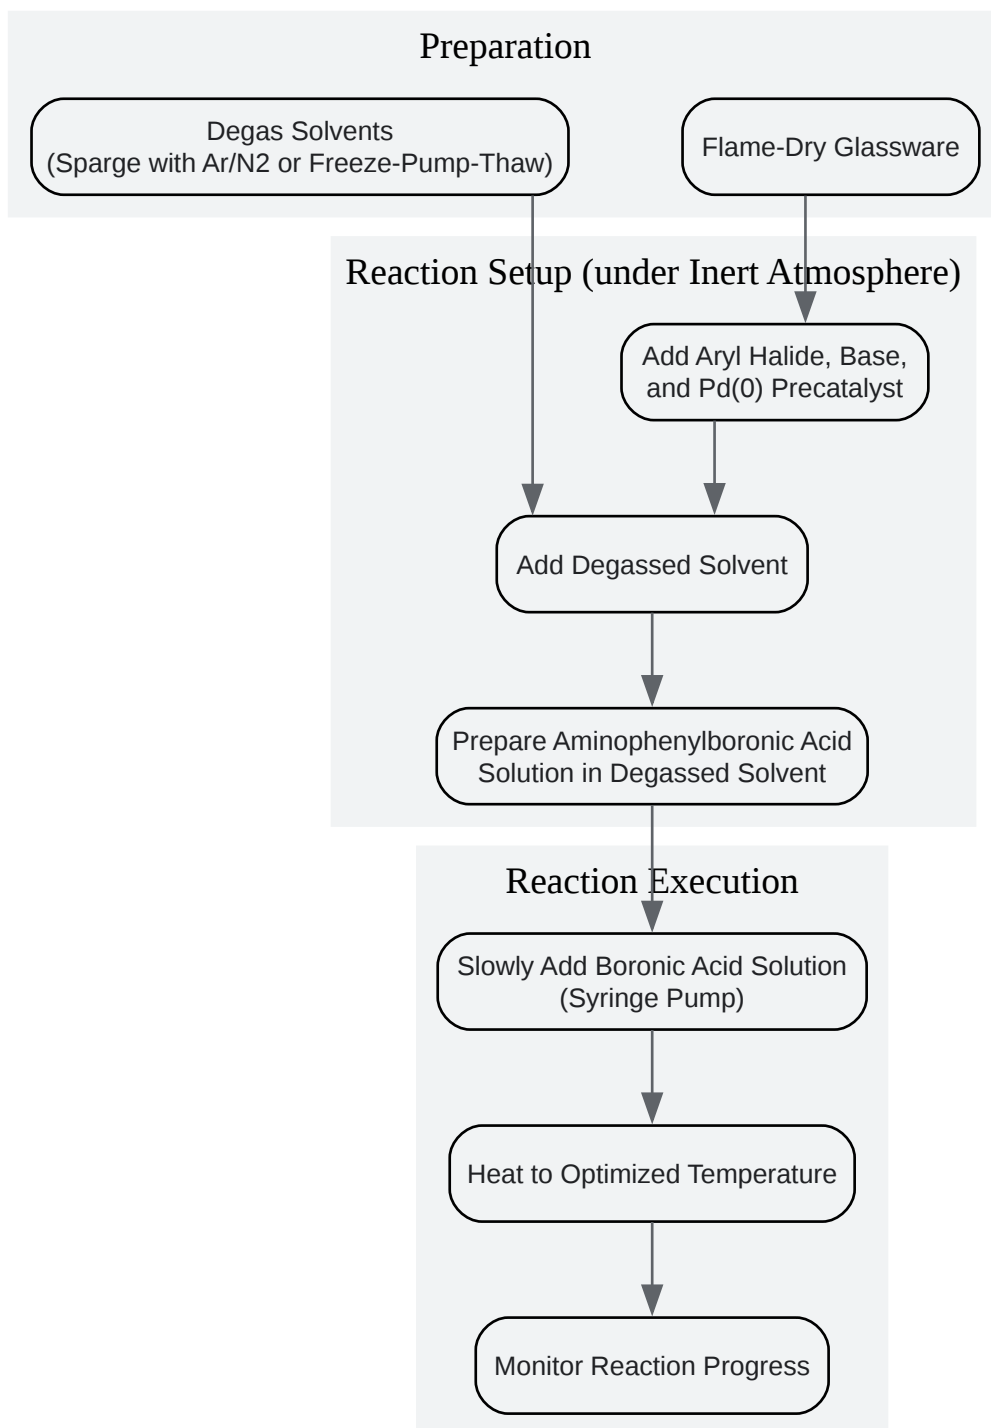 Preparation
Degas Solvents
(Sparge with Ar/N2 or Freeze-Pump-Thaw)
Flame-Dry Glassware
Reaction Setup (under Inert Atmosphere)
Add Aryl Halide, Base,
and Pd(0) Precatalyst
Add Degassed Solvent
Prepare Aminophenylboronic Acid
Solution in Degassed Solvent
Reaction Execution
Slowly Add Boronic Acid Solution
(Syringe Pump)
Heat to Optimized Temperature
Monitor Reaction Progress